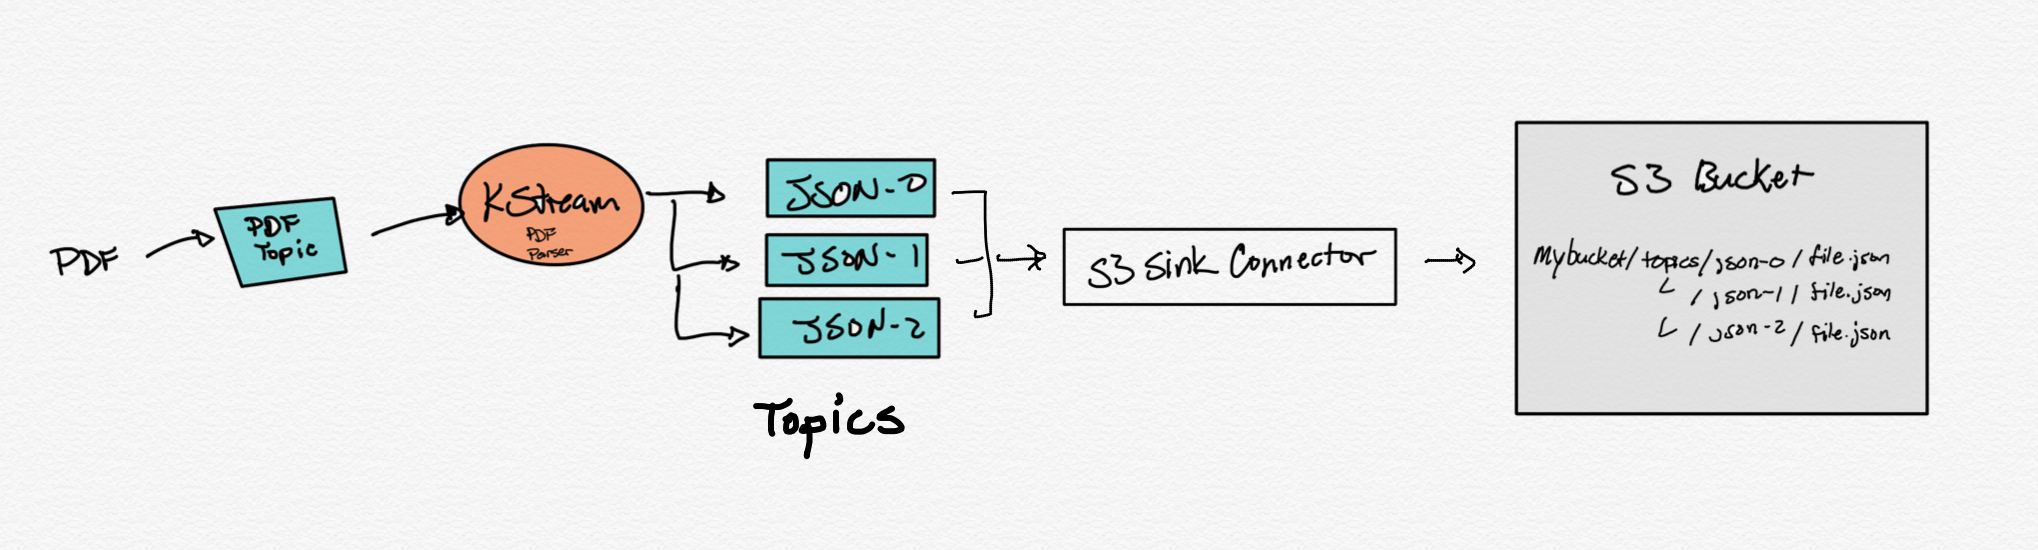 PDF
PDF
Topic
KStream
PDF
Parser
JSON-0
JSON-1
JSON-2
Topics
S3 Sink Connector
S3 Bucket
Mybucket/topics/json-0/file.json
/json-1/file.json
/json-2/file.json